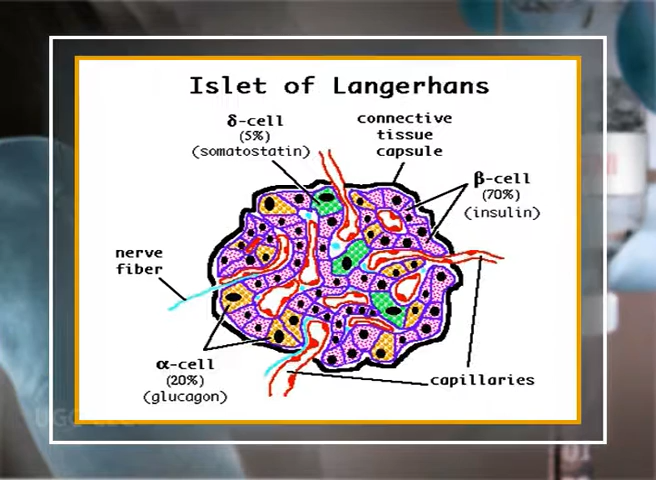 Islet of Langerhans
δ-cell
(5%)
(somatostatin)
connective
tissue
capsule
β-cell
(70%)
(insulin)
nerve
fiber
α-cell
(20%)
(glucagon)
capillaries